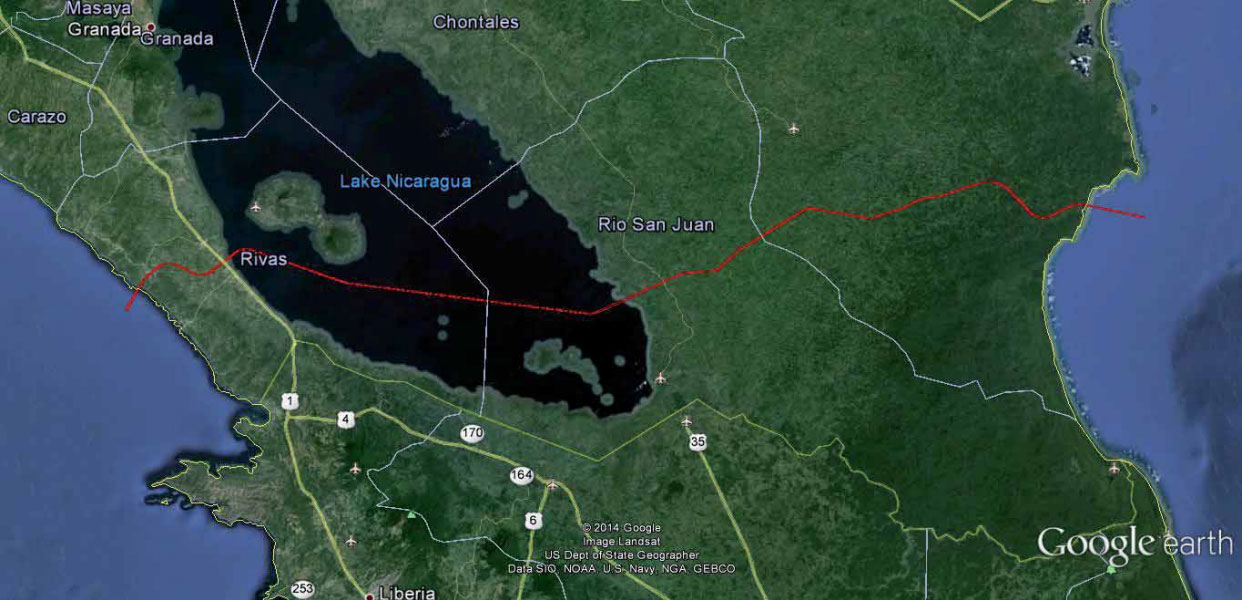 Masaya
Granada
Granada
Chontales
Carazo
Lake Nicaragua
Rio San Juan
Rivas
1
4
170
35
164
6
© 2014 Google
Image Landsat
US Dept of State Geographer
Data SIO, NOAA, U.S. Navy, NGA, GEBCO
Google earth
253
Liberia